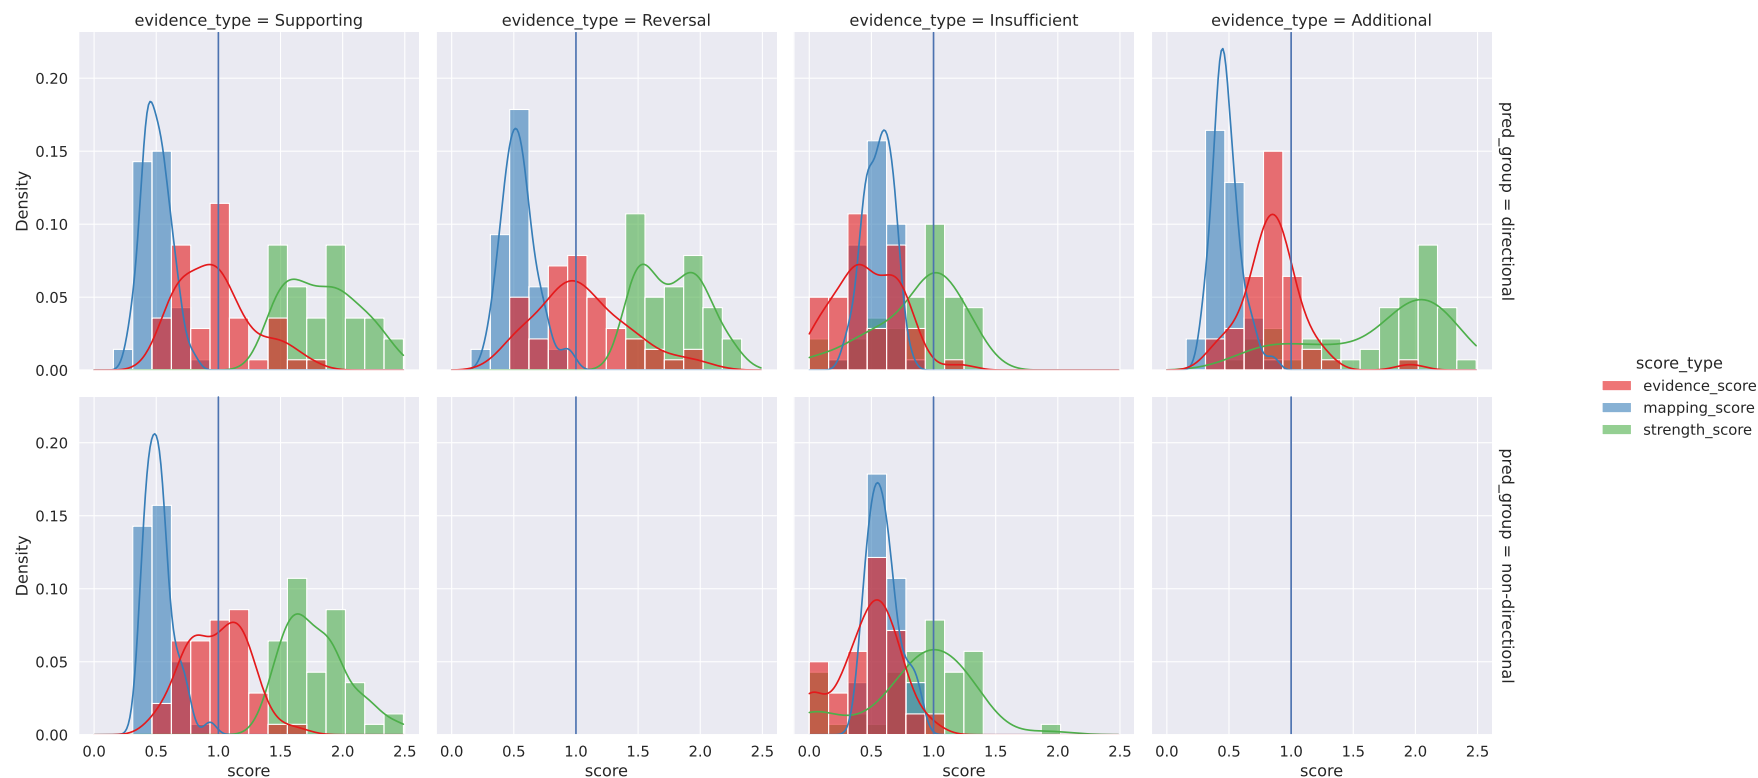 evidence_type = Supporting
evidence_type = Reversal
evidence_type = Insufficient
evidence_type = Additional
0.20
0.15
0.10
0.05
0.00
Density
pred_group = directional
score_type
evidence_score
mapping_score
strength_score
0.20
0.15
0.10
0.05
0.00
Density
pred_group = non-directional
0.0 0.5 1.0 1.5 2.0 2.5
0.0 0.5 1.0 1.5 2.0 2.5
0.0 0.5 1.0 1.5 2.0 2.5
0.0 0.5 1.0 1.5 2.0 2.5
score
score
score
score